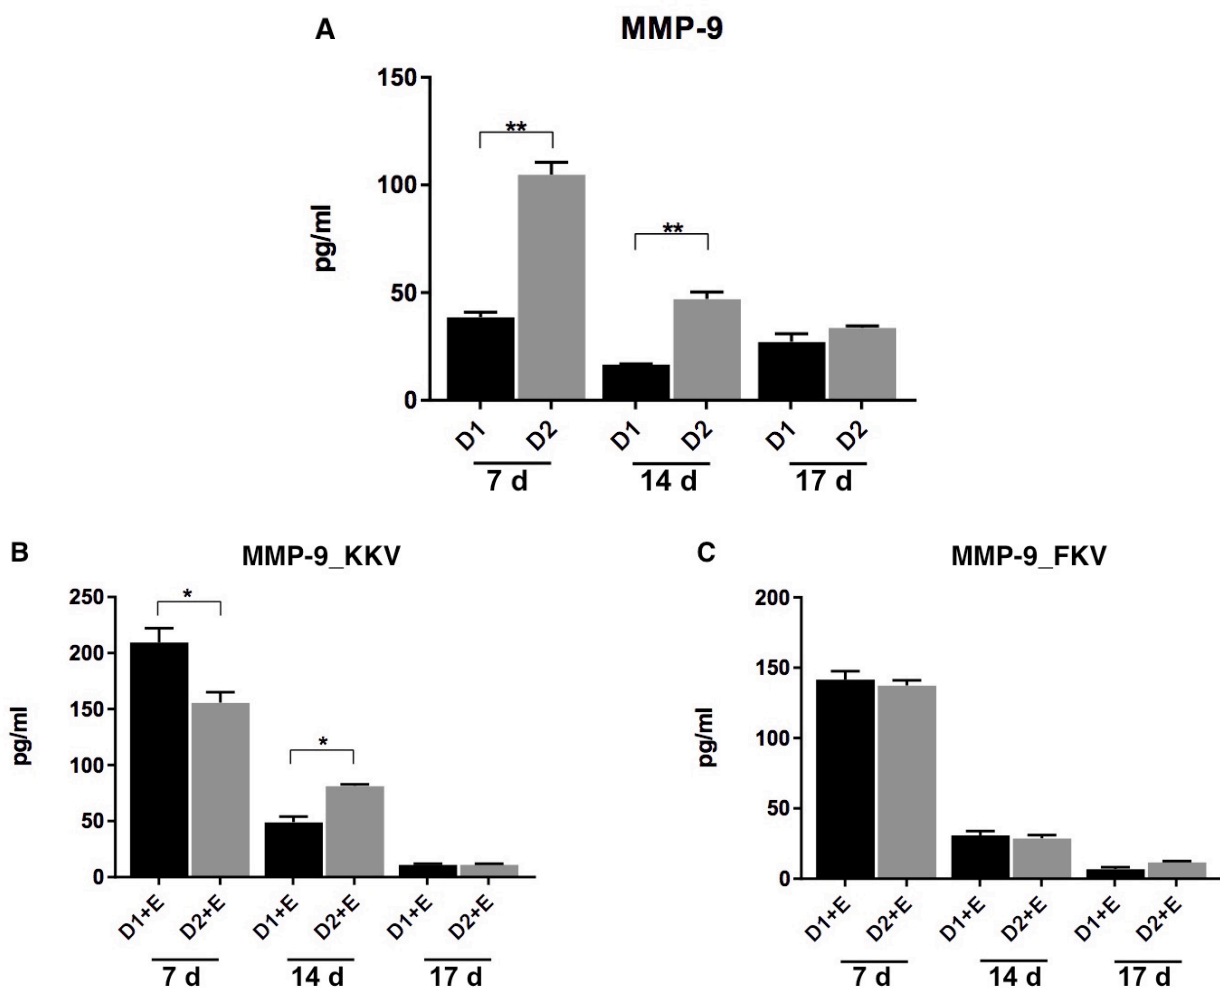 A
MMP-9
150
**
100
**
pg/ml
50
0
D1 D2 D1 D2 D1 D2
7 d 14 d 17 d
B
MMP-9_KKV
250
*
200
150
pg/ml
*
100
50
0
D1+E D2+E D1+E D2+E D1+E D2+E
7 d 14 d 17 d
C
MMP-9_FKV
200
150
pg/ml
100
50
0
D1+E D2+E D1+E D2+E D1+E D2+E
7 d 14 d 17 d